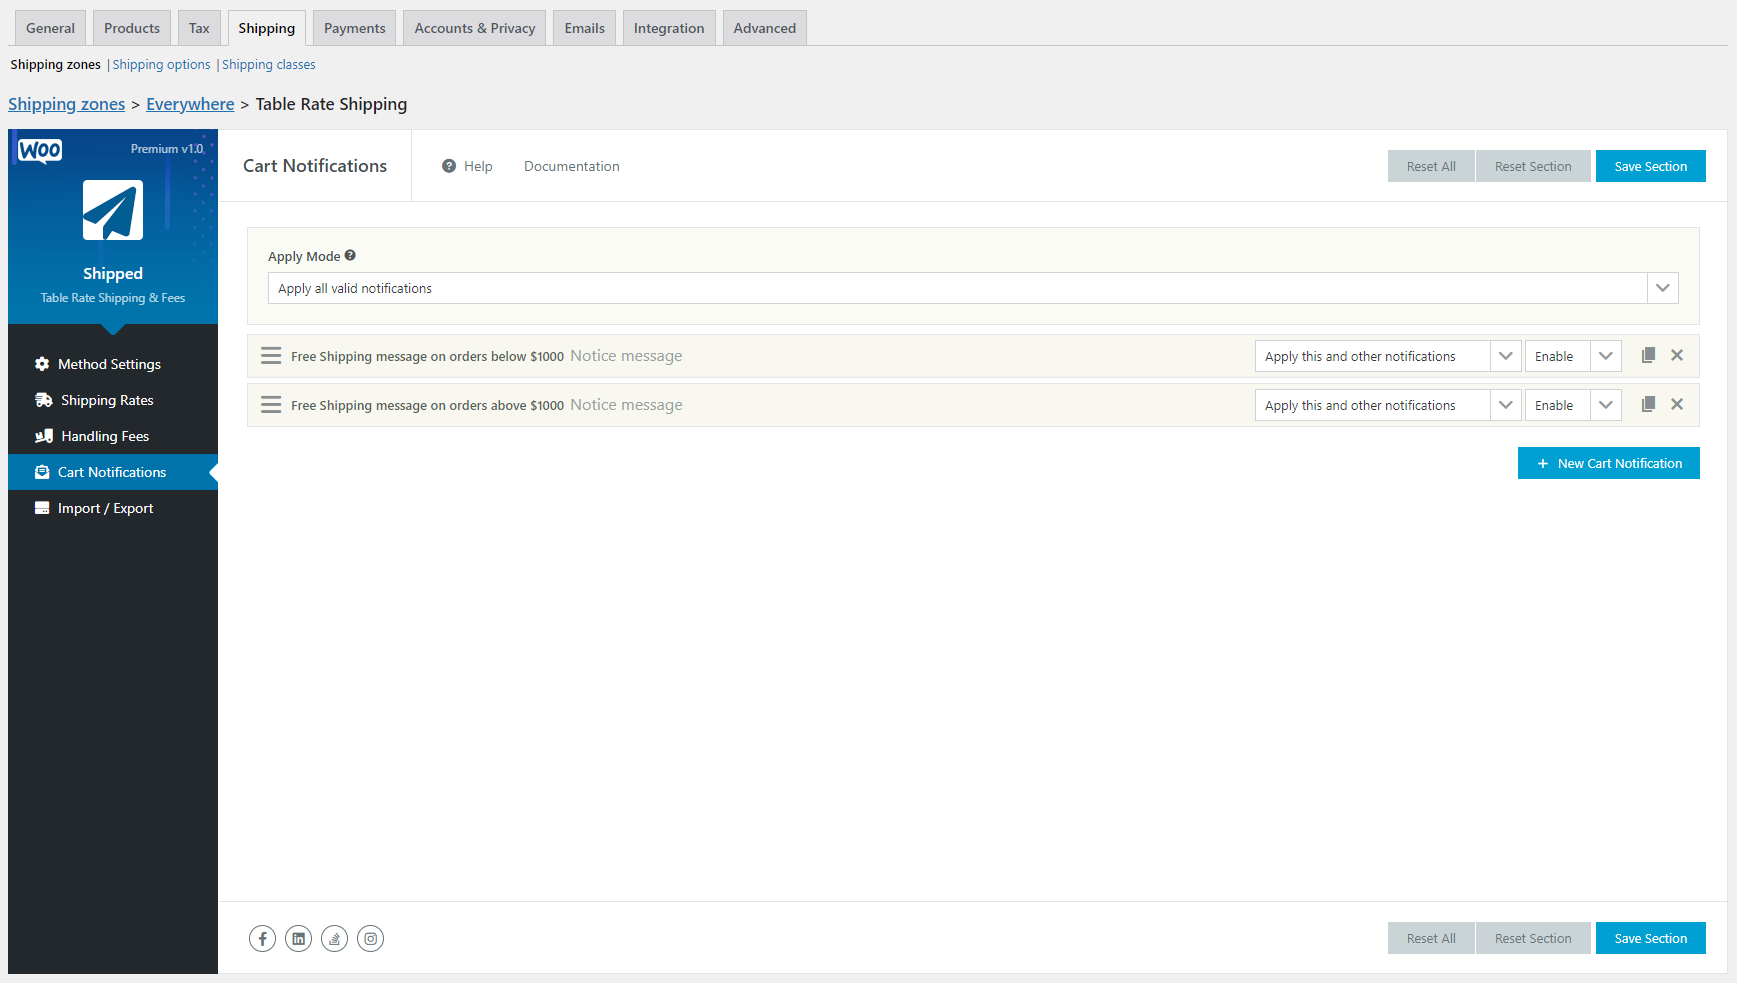 General Products Tax Shipping Payments Accounts & Privacy Emails Integration Advanced
Shipping zones | Shipping options | Shipping classes
Shipping zones > Everywhere > Table Rate Shipping
WOO Premium v1.0
Shipped
Table Rate Shipping & Fees
Method Settings
Shipping Rates
Handling Fees
Cart Notifications
Import / Export
Cart Notifications Help Documentation Reset All Reset Section Save Section
Apply Mode
Apply all valid notifications
Free Shipping message on orders below $1000 Notice message Apply this and other notifications Enable
Free Shipping message on orders above $1000 Notice message Apply this and other notifications Enable
+ New Cart Notification
Reset All Reset Section Save Section